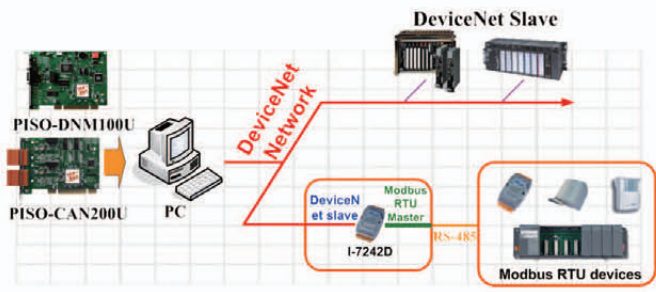 DeviceNet Slave
PISO-DNM100U
DeviceNet
Network
PISO-CAN200U
PC
DeviceN
et slave
Modbus
RTU
Master
I-7242D
RS-485
Modbus RTU devices